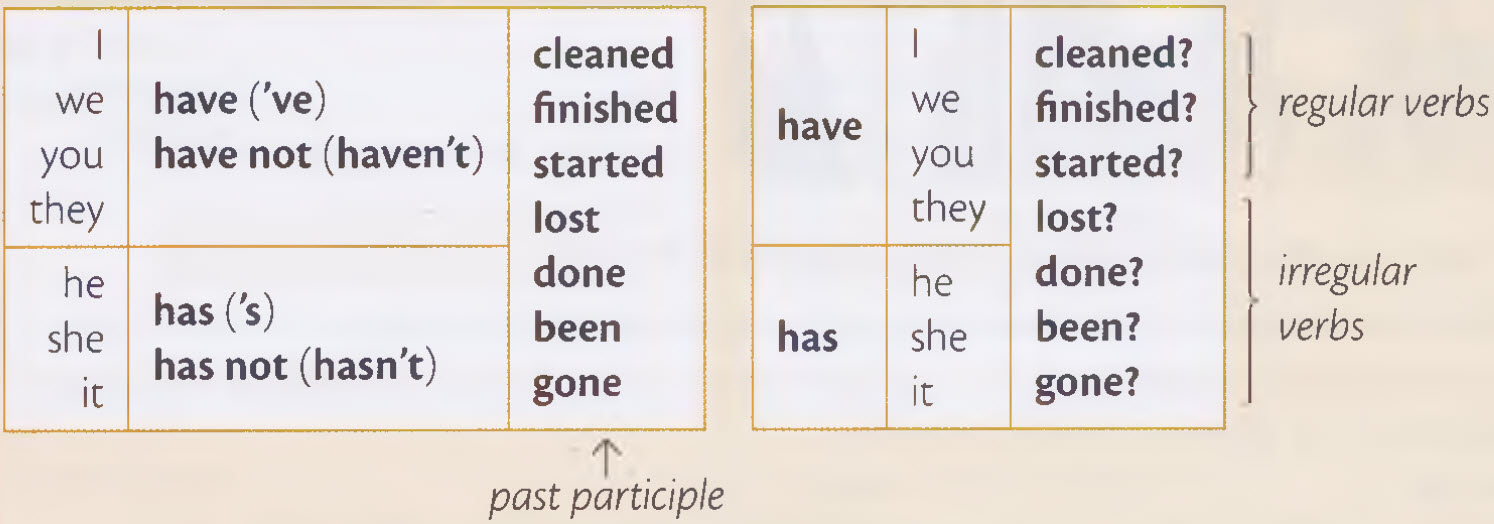 I
we
you
they
have ('ve)
have not (haven't)
he
she
it
has ('s)
has not (hasn't)
cleaned
finished
started
lost
done
been
gone
past participle
have
I
we
you
they
has
he
she
it
cleaned?
finished?
started?
lost?
done?
been?
gone?
regular verbs
irregular
verbs